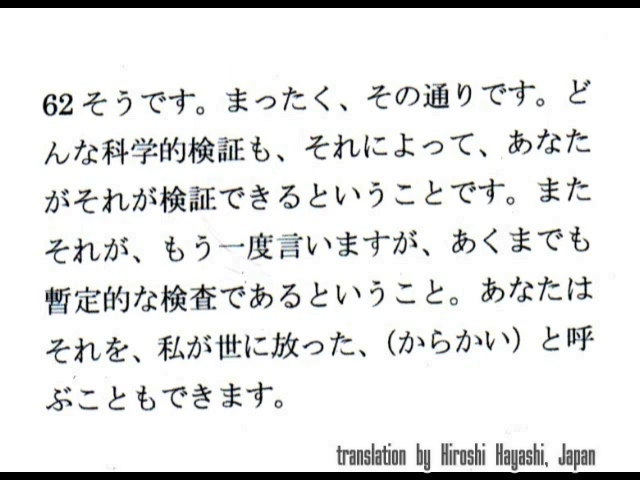 62 そうです。まったく、その通りです。ど
んな科学的検証も、それによって、あなた
がそれが検証できるということです。また
それが、もう一度言いますが、あくまでも
暫定的な検査であるということ。あなたは
それを、私が世に放った、（からかい）と呼
ぶこともできます。
translation by Hiroshi Hayashi, Japan